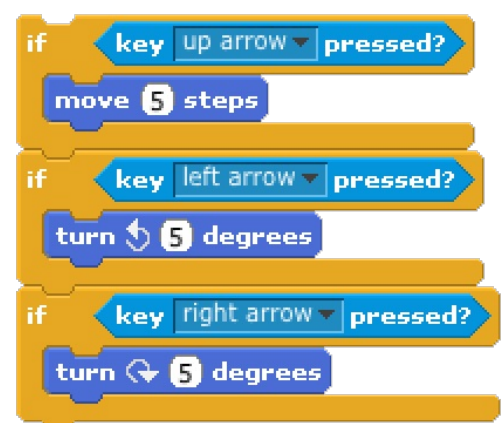 if key up arrow pressed?
move 5 steps
if key left arrow pressed?
turn 5 degrees
if key right arrow pressed?
turn 5 degrees